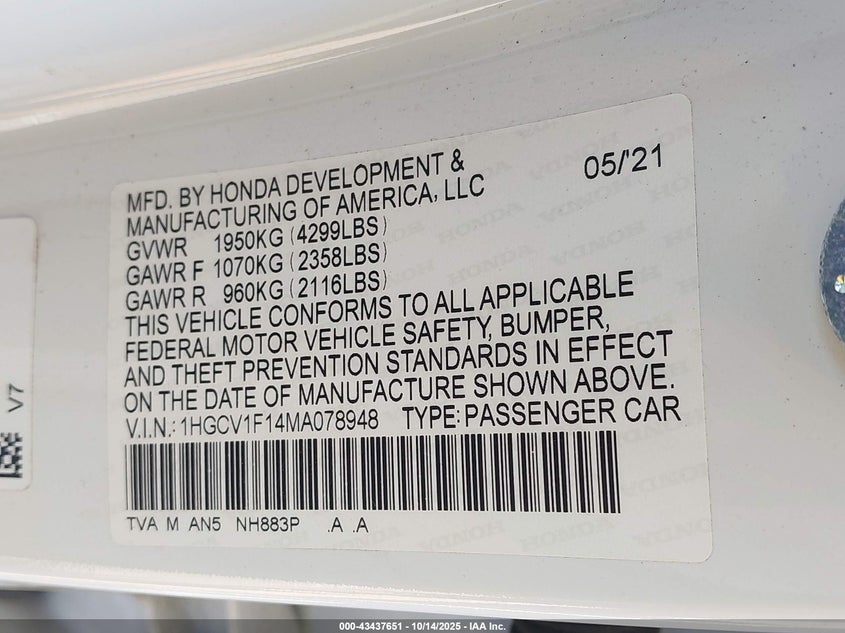 05/'21
MFD. BY HONDA DEVELOPMENT &
MANUFACTURING OF AMERICA, LLC
GVWR 1950KG (4299LBS)
GAWR F 1070KG (2358LBS)
GAWR R 960KG (2116LBS)
THIS VEHICLE CONFORMS TO ALL APPLICABLE
FEDERAL MOTOR VEHICLE SAFETY, BUMPER,
AND THEFT PREVENTION STANDARDS IN EFFECT
ON THE DATE OF MANUFACTURE SHOWN ABOVE.
V.I.N.: 1HGCV1F14MA078948 TYPE: PASSENGER CAR
TVA M AN5 NH883P .A .A
V7
000-43437651 - 10/14/2025 - IAA Inc.